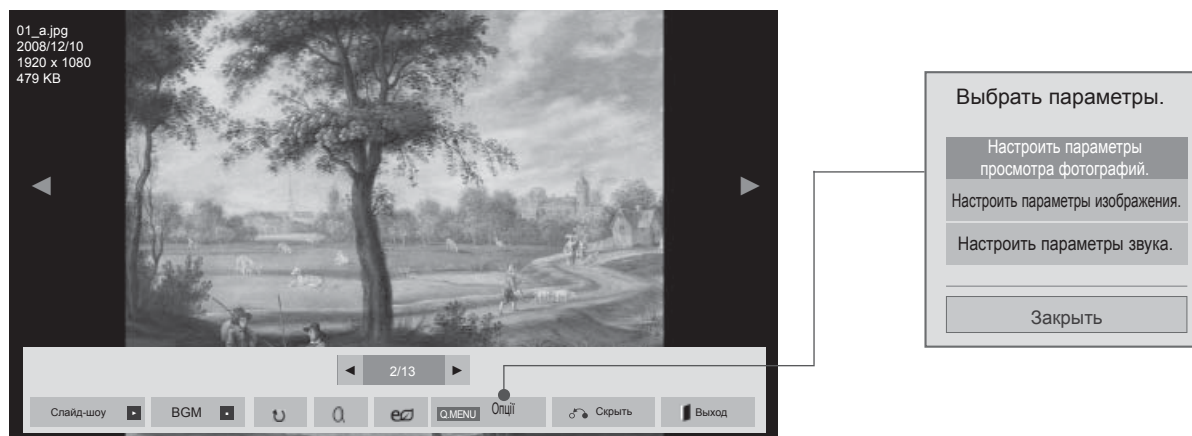 01_a.jpg
2008/12/10
1920 x 1080
479 KB
◀
▶
◀ 2/13 ▶
Слайд-шоу
BGM
Q.MENU Опції
Скрыть
Выход
Выбрать параметры.
Настроить параметры
просмотра фотографий.
Настроить параметры изображения.
Настроить параметры звука.
Закрыть